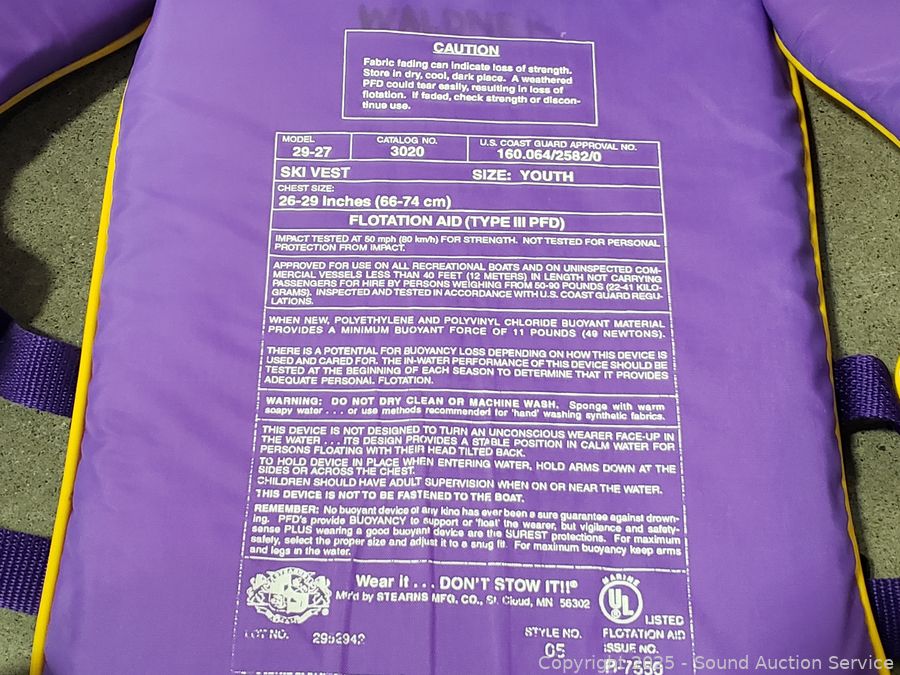 WALDNER
CAUTION
Fabric fading can indicate loss of strength.
Store in dry, cool, dark place. A weathered
PFD could tear easily, resulting in loss of
flotation. If faded, check strength or discon-
tinue use.
MODEL
29-27
CATALOG NO.
3020
U.S. COAST GUARD APPROVAL NO.
160.064/2582/0
SKI VEST SIZE: YOUTH
CHEST SIZE:
26-29 Inches (66-74 cm)
FLOTATION AID (TYPE III PFD)
IMPACT TESTED AT 50 mph (80 km/h) FOR STRENGTH. NOT TESTED FOR PERSONAL
PROTECTION FROM IMPACT.
APPROVED FOR USE ON ALL RECREATIONAL BOATS AND ON UNINSPECTED COM-
MERCIAL VESSELS LESS THAN 40 FEET (12 METERS) IN LENGTH NOT CARRYING
PASSENGERS FOR HIRE BY PERSONS WEIGHING FROM 50-90 POUNDS (22-41 KILO-
GRAMS). INSPECTED AND TESTED IN ACCORDANCE WITH U.S. COAST GUARD REGU-
LATIONS.
WHEN NEW, POLYETHYLENE AND POLYVINYL CHLORIDE BUOYANT MATERIAL
PROVIDES A MINIMUM BUOYANT FORCE OF 11 POUNDS (49 NEWTONS).
THERE IS A POTENTIAL FOR BUOYANCY LOSS DEPENDING ON HOW THIS DEVICE IS
USED AND CARED FOR. THE IN-WATER PERFORMANCE OF THIS DEVICE SHOULD BE
TESTED AT THE BEGINNING OF EACH SEASON TO DETERMINE THAT IT PROVIDES
ADEQUATE PERSONAL FLOTATION.
WARNING: DO NOT DRY CLEAN OR MACHINE WASH. Sponge with warm
soapy water . . . or use methods recommended for 'hand' washing synthetic fabrics.
THIS DEVICE IS NOT DESIGNED TO TURN AN UNCONSCIOUS WEARER FACE-UP IN
THE WATER . . . ITS DESIGN PROVIDES A STABLE POSITION IN CALM WATER FOR
PERSONS FLOATING WITH THEIR HEAD TILTED BACK.
TO HOLD DEVICE IN PLACE WHEN ENTERING WATER, HOLD ARMS DOWN AT THE
SIDES OR ACROSS THE CHEST.
CHILDREN SHOULD HAVE ADULT SUPERVISION WHEN ON OR NEAR THE WATER.
THIS DEVICE IS NOT TO BE FASTENED TO THE BOAT.
REMEMBER: No buoyant device of any kind has ever been a sure guarantee against drown-
ing. PFD's provide BUOYANCY to support or 'float' the wearer, but vigilance and safety-
sense PLUS wearing a good buoyant device are the SUREST protections. For maximum
safety, select the proper size and adjust it to a snug fit. For maximum buoyancy keep arms
and legs in the water.
Wear it . . . DON'T STOW IT!!®
Mfr'd by STEARNS MFG. CO., St. Cloud, MN 56302
MARINE
UL
LISTED
LOT NO. 2952942
STYLE NO.
05
FLOTATION AID
ISSUE NO.
P-7550
Copyright 2025 - Sound Auction Service